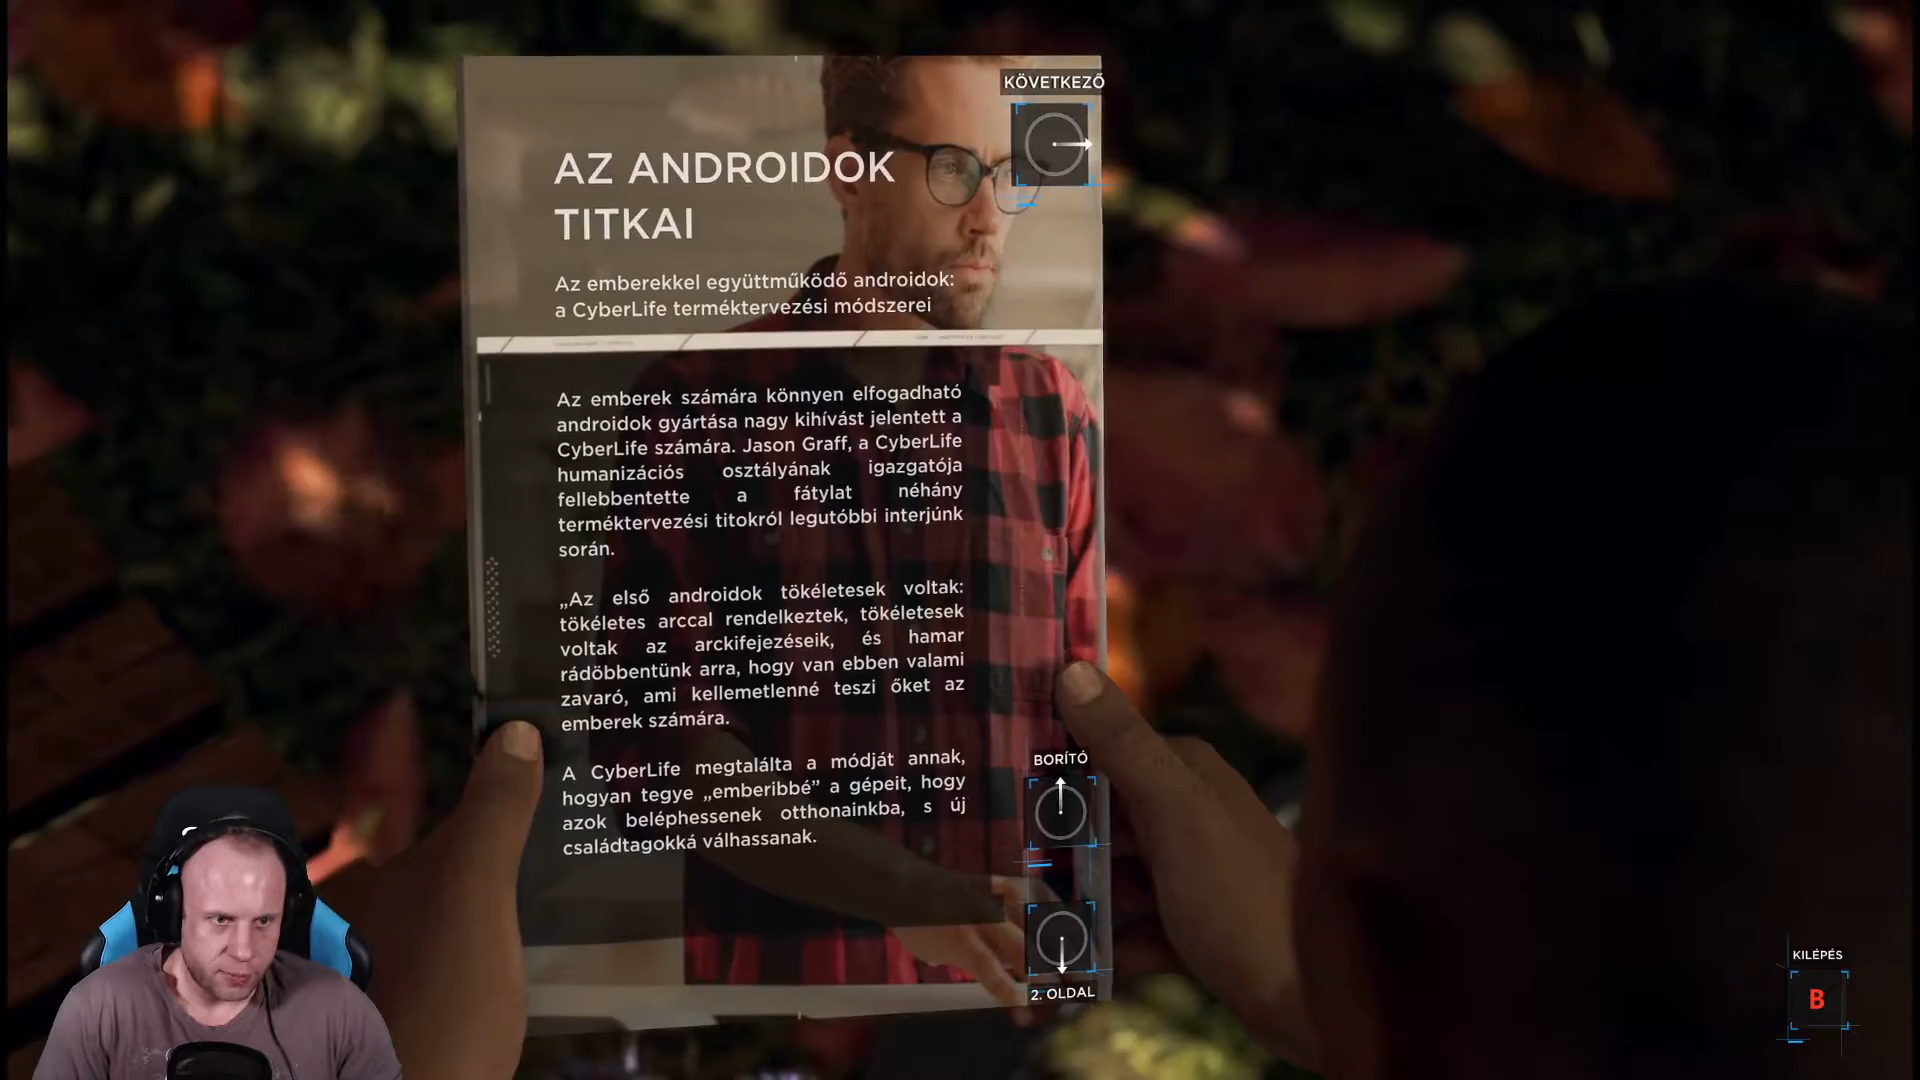 KÖVETKEZŐ
AZ ANDROIDOK
TITKAI
Az emberekkel együttműködő androidok:
a CyberLife terméktervezési módszerei
Az emberek számára könnyen elfogadható
androidok gyártása nagy kihívást jelentett a
CyberLife számára. Jason Graff, a CyberLife
humanizációs osztályának igazgatója
fellebbentette a fátylat néhány
terméktervezési titokról legutóbbi interjúnk
során.
„Az első androidok tökéletesek voltak:
tökéletes arccal rendelkeztek, tökéletesek
voltak az arckifejezéseik, és hamar
rádöbbentünk arra, hogy van ebben valami
zavaró, ami kellemetlenné teszi őket az
emberek számára.
A CyberLife megtalálta a módját annak,
hogyan tegye „emberibbé” a gépeit, hogy
azok beléphessenek otthonainkba, s új
családtagokká válhassanak.
BORÍTÓ
2. OLDAL
KILÉPÉS
B